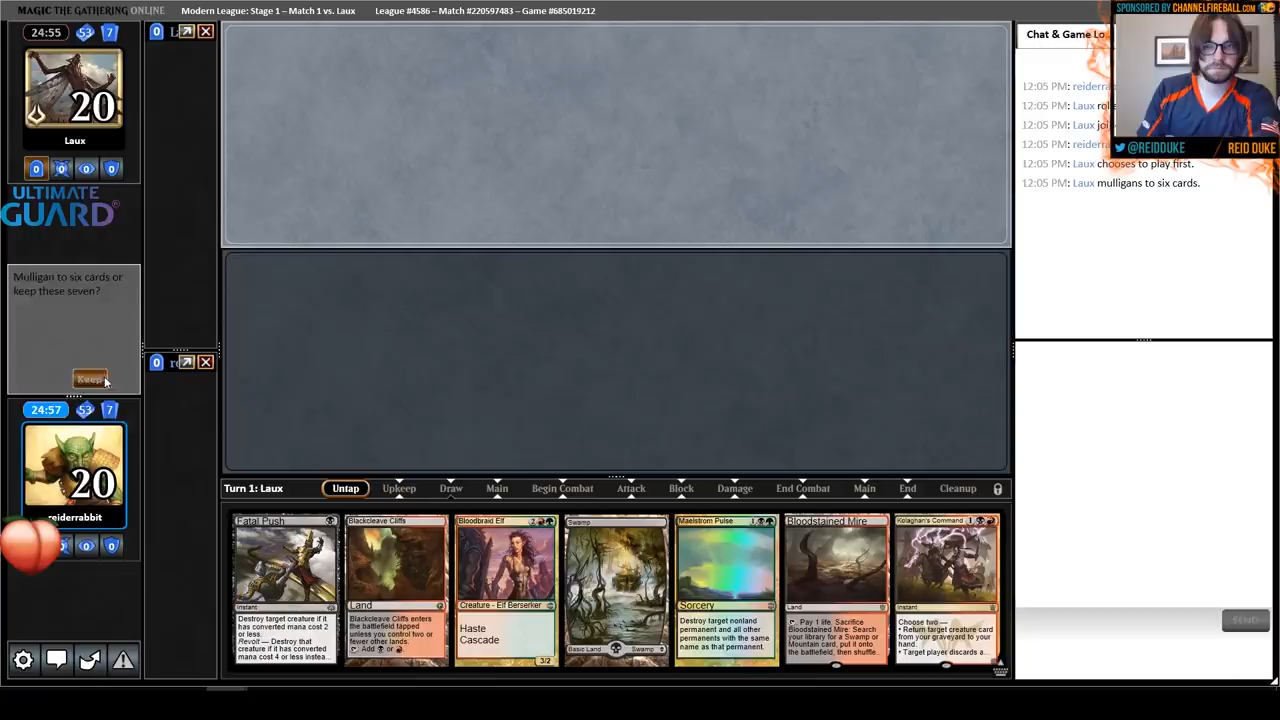 MAGIC THE GATHERING ONLINE
Modern League: Stage 1 – Match 1 vs. Laux
League #4586 – Match #220597483 – Game #685019212
SPONSORED BY CHANNELFIREBALL.COM
24:55
53
7
20
Laux
0
0
0
0
ULTIMATE
GUARD
0
Mulligan to six cards or
keep these seven?
Keep
0
24:57
53
7
20
reiderrabbit
0
0
Chat & Game Lo
12:05 PM: reiderra
12:05 PM: Laux rol
12:05 PM: Laux joi
12:05 PM: reiderra
12:05 PM: Laux chooses to play first.
12:05 PM: Laux mulligans to six cards.
@REIDDUKE
REID DUKE
SEND
Turn 1: Laux
Untap
Upkeep
Draw
Main
Begin Combat
Attack
Block
Damage
End Combat
Main
End
Cleanup
Fatal Push
Instant
Destroy target creature if it
has converted mana cost 2
or less.
Revolt — Destroy that
creature if it has converted
mana cost 4 or less instea...
Blackcleave Cliffs
Land
Blackcleave Cliffs enters
the battlefield tapped
unless you control two or
fewer other lands.
: Add or .
Bloodbraid Elf
2
Creature - Elf Berserker
Haste
Cascade
3/2
Swamp
Basic Land
Swamp
Maelstrom Pulse
1
Sorcery
Destroy target nonland
permanent and all other
permanents with the same
name as that permanent.
Bloodstained Mire
Land
, Pay 1 life, Sacrifice
Bloodstained Mire: Search
your library for a Swamp or
Mountain card, put it onto
the battlefield, then shuffle...
Kolaghan's Command
1
Instant
Choose two —
• Return target creature card
from your graveyard to your
hand.
• Target player discards a...